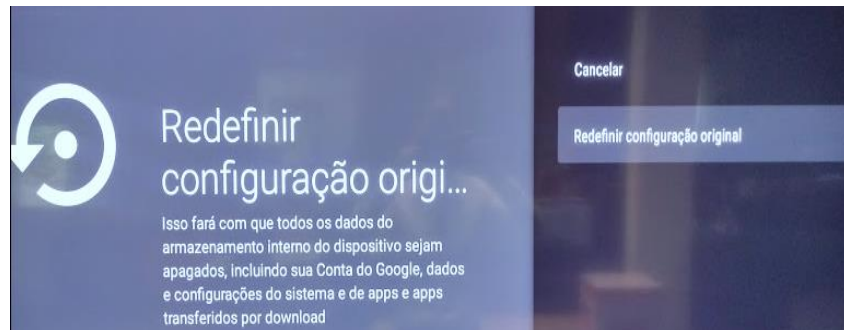 Redefinir
configuração origi...
Isso fará com que todos os dados do
armazenamento interno do dispositivo sejam
apagados, incluindo sua Conta do Google, dados
e configurações do sistema e de apps e apps
transferidos por download
Cancelar
Redefinir configuração original